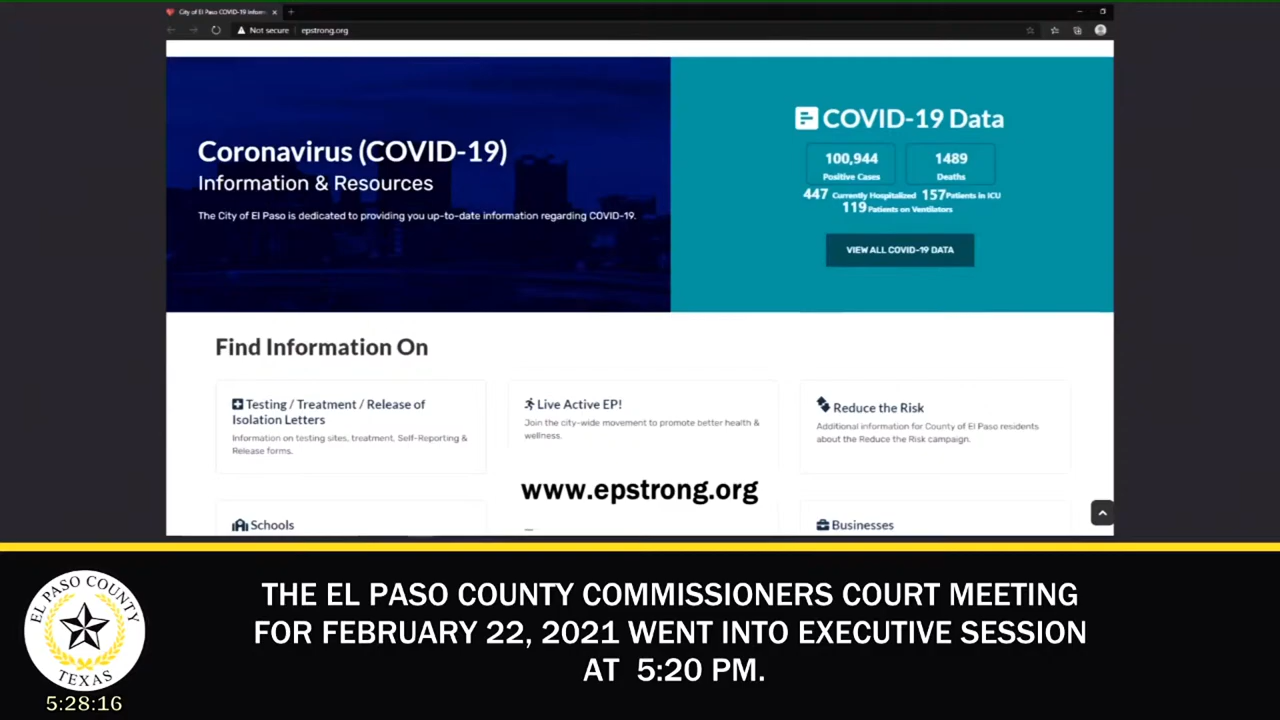 City of El Paso COVID-19 Inform
Not secure
epstrong.org
Coronavirus (COVID-19)
Information & Resources
The City of El Paso is dedicated to providing you up-to-date information regarding COVID-19.
COVID-19 Data
100,944
Positive Cases
1489
Deaths
447 Currently Hospitalized 157 Patients in ICU
119 Patients on Ventilators
VIEW ALL COVID-19 DATA
Find Information On
Testing / Treatment / Release of
Isolation Letters
Information on testing sites, treatment, Self-Reporting &
Release forms.
Live Active EP!
Join the city-wide movement to promote better health &
wellness.
Reduce the Risk
Additional information for County of El Paso residents
about the Reduce the Risk campaign.
www.epstrong.org
Schools
Businesses
EL PASO COUNTY
TEXAS
5:28:16
THE EL PASO COUNTY COMMISSIONERS COURT MEETING
FOR FEBRUARY 22, 2021 WENT INTO EXECUTIVE SESSION
AT 5:20 PM.